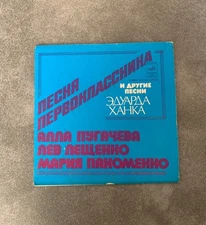 ПЕСНЯ
ПЕРВОКЛАССНИКА
И ДРУГИЕ
ПЕСНИ
ЭДУАРДА
ХАНКА
АЛЛА ПУГАЧЕВА
ЛЕВ ЛЕЩЕНКО
МАРИЯ ПАХОМЕНКО